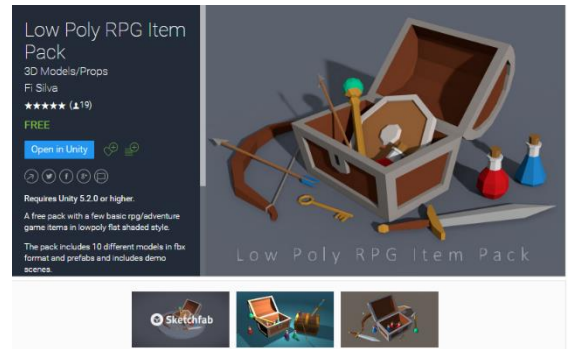 Low Poly RPG Item
Pack
3D Models/Props
Fi Silva
★★★★★ (19)
FREE
Open in Unity
Requires Unity 5.2.0 or higher.
A free pack with a few basic rpg/adventure
game items in lowpoly flat shaded style.
The pack includes 10 different models in fbx
format and prefabs and includes demo
scenes.
Low Poly RPG Item Pack
Sketchfab